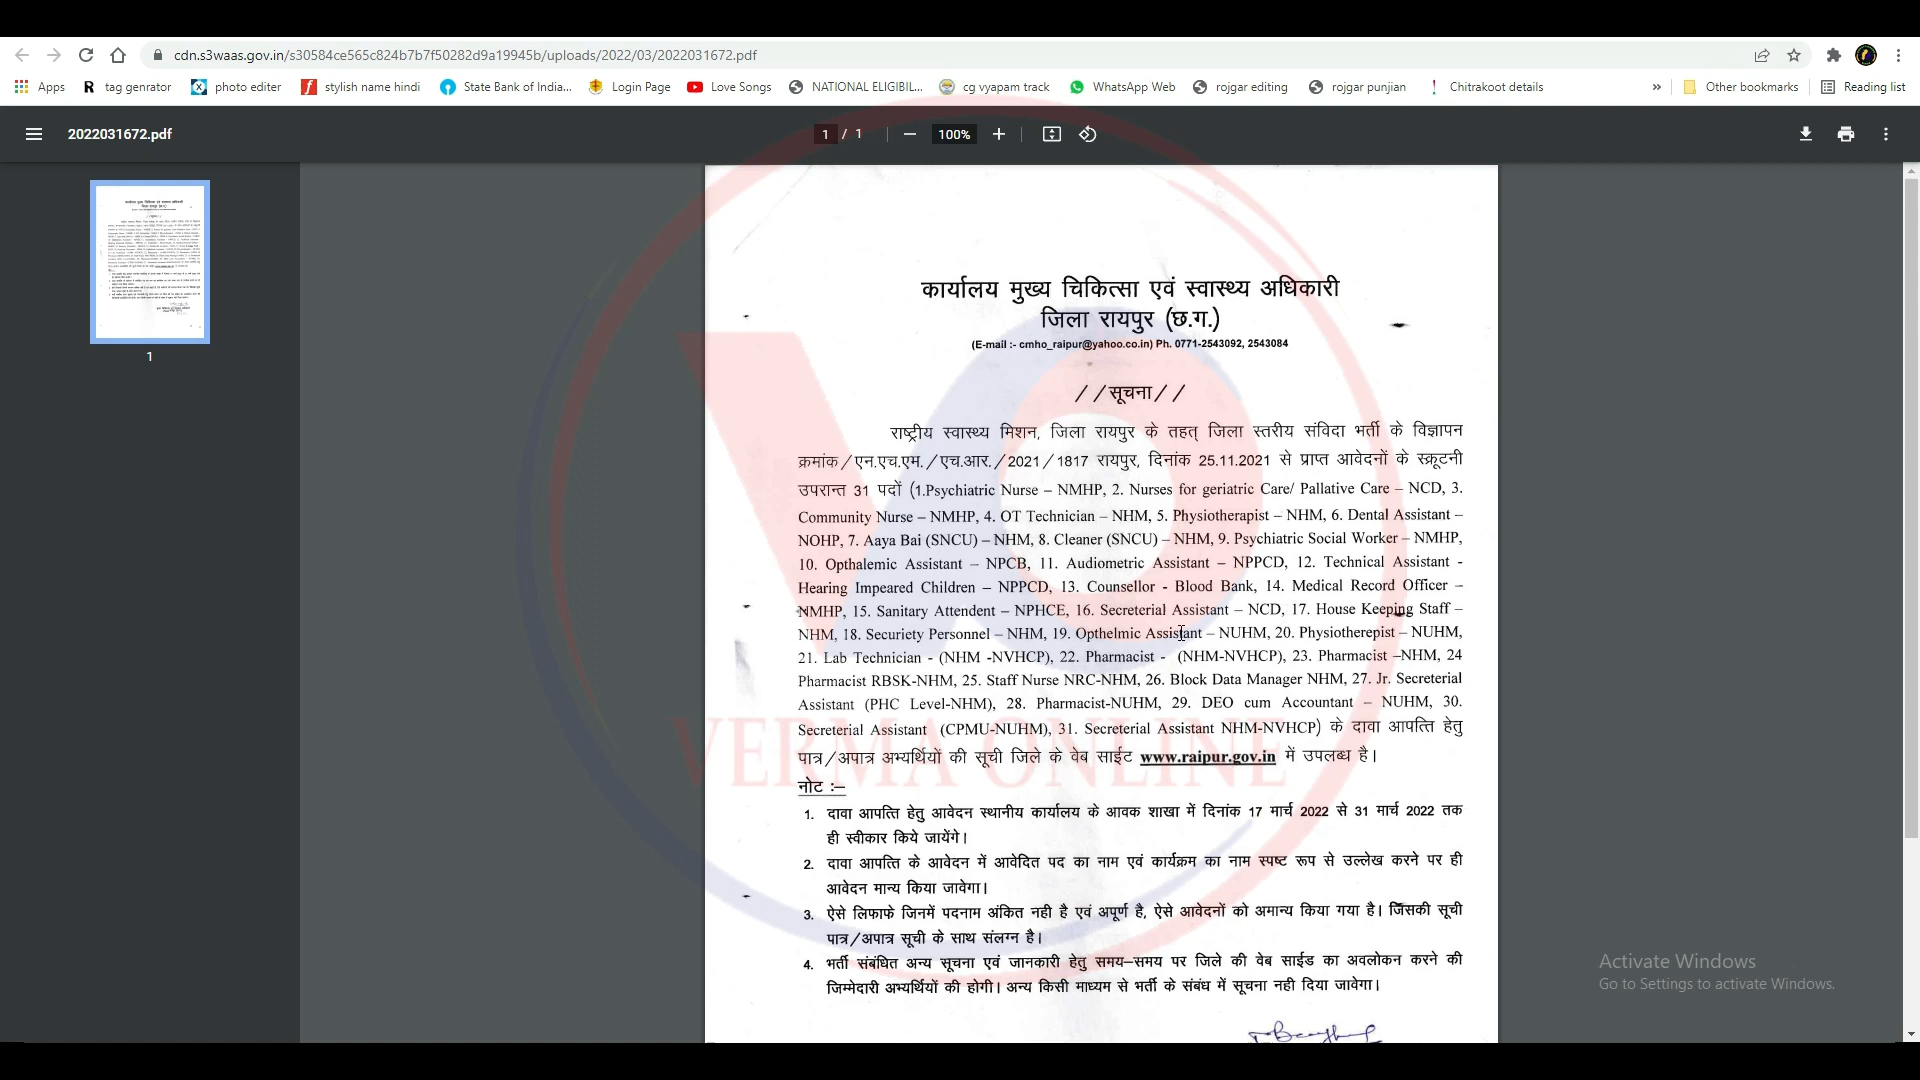 cdn.s3waas.gov.in/s30584ce565c824b7b7f50282d9a19945b/uploads/2022/03/2022031672.pdf
Apps tag genrator photo editer stylish name hindi State Bank of India... Login Page Love Songs NATIONAL ELIGIBIL... cg vyapam track WhatsApp Web rojgar editing rojgar punjian Chitrakoot details » Other bookmarks Reading list
2022031672.pdf 1 / 1 100%
1
कार्यालय मुख्य चिकित्सा एवं स्वास्थ्य अधिकारी
जिला रायपुर (छ.ग.)
(E-mail :- cmho_raipur@yahoo.co.in) Ph. 0771-2543092, 2543084
//सूचना//
राष्ट्रीय स्वास्थ्य मिशन, जिला रायपुर के तहत् जिला स्तरीय संविदा भर्ती के विज्ञापन
क्रमांक/एन.एच.एम./एच.आर./2021/1817 रायपुर, दिनांक 25.11.2021 से प्राप्त आवेदनों के स्क्रूटनी
उपरान्त 31 पदों (1.Psychiatric Nurse – NMHP, 2. Nurses for geriatric Care/ Pallative Care – NCD, 3.
Community Nurse – NMHP, 4. OT Technician – NHM, 5. Physiotherapist – NHM, 6. Dental Assistant –
NOHP, 7. Aaya Bai (SNCU) – NHM, 8. Cleaner (SNCU) – NHM, 9. Psychiatric Social Worker – NMHP,
10. Opthalemic Assistant – NPCB, 11. Audiometric Assistant – NPPCD, 12. Technical Assistant -
Hearing Impeared Children – NPPCD, 13. Counsellor - Blood Bank, 14. Medical Record Officer –
NMHP, 15. Sanitary Attendent – NPHCE, 16. Secreterial Assistant – NCD, 17. House Keeping Staff –
NHM, 18. Securiety Personnel – NHM, 19. Opthelmic Assistant – NUHM, 20. Physiotherepist – NUHM,
21. Lab Technician - (NHM -NVHCP), 22. Pharmacist - (NHM-NVHCP), 23. Pharmacist –NHM, 24
Pharmacist RBSK-NHM, 25. Staff Nurse NRC-NHM, 26. Block Data Manager NHM, 27. Jr. Secreterial
Assistant (PHC Level-NHM), 28. Pharmacist-NUHM, 29. DEO cum Accountant – NUHM, 30.
Secreterial Assistant (CPMU-NUHM), 31. Secreterial Assistant NHM-NVHCP) के दावा आपत्ति हेतु
पात्र/अपात्र अभ्यर्थियों की सूची जिले के वेब साईट www.raipur.gov.in में उपलब्ध है।
VERMA ONLINE
नोट :–
1. दावा आपत्ति हेतु आवेदन स्थानीय कार्यालय के आवक शाखा में दिनांक 17 मार्च 2022 से 31 मार्च 2022 तक
ही स्वीकार किये जायेंगे।
2. दावा आपत्ति के आवेदन में आवेदित पद का नाम एवं कार्यक्रम का नाम स्पष्ट रूप से उल्लेख करने पर ही
आवेदन मान्य किया जावेगा।
3. ऐसे लिफाफे जिनमें पदनाम अंकित नही है एवं अपूर्ण है, ऐसे आवेदनों को अमान्य किया गया है। जिसकी सूची
पात्र/अपात्र सूची के साथ संलग्न है।
4. भर्ती संबंधित अन्य सूचना एवं जानकारी हेतु समय–समय पर जिले की वेब साईड का अवलोकन करने की
जिम्मेदारी अभ्यर्थियों की होगी। अन्य किसी माध्यम से भर्ती के संबंध में सूचना नही दिया जावेगा।
Activate Windows
Go to Settings to activate Windows.